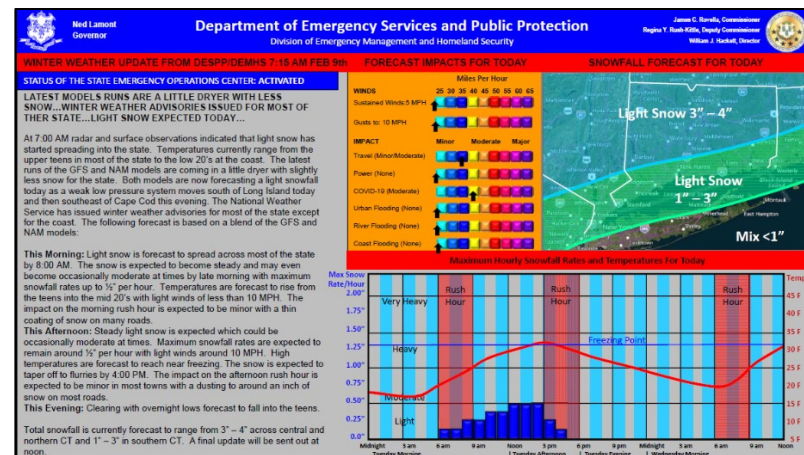 Ned Lamont
Governor
Department of Emergency Services and Public Protection
Division of Emergency Management and Homeland Security
James C. Rovella, Commissioner
Regina Y. Rush-Kittle, Deputy Commissioner
William J. Hackett, Director
WINTER WEATHER UPDATE FROM DESPP/DEMHS 7:15 AM FEB 9th
FORECAST IMPACTS FOR TODAY
SNOWFALL FORECAST FOR TODAY
STATUS OF THE STATE EMERGENCY OPERATIONS CENTER: ACTIVATED
LATEST MODELS RUNS ARE A LITTLE DRYER WITH LESS
SNOW…WINTER WEATHER ADVISORIES ISSUED FOR MOST OF
THER STATE…LIGHT SNOW EXPECTED TODAY…
At 7:00 AM radar and surface observations indicated that light snow has
started spreading into the state. Temperatures currently range from the
upper teens in most of the state to the low 20's at the coast. The latest
runs of the GFS and NAM models are coming in a little dryer with slightly
less snow for the state. Both models are now forecasting a light snowfall
today as a weak low pressure system moves south of Long Island today
and then southeast of Cape Cod this evening. The National Weather
Service has issued winter weather advisories for most of the state except
for the coast. The following forecast is based on a blend of the GFS and
NAM models:
This Morning: Light snow is forecast to spread across most of the state
by 8:00 AM. The snow is expected to become steady and may even
become occasionally moderate at times by late morning with maximum
snowfall rates up to ½" per hour. Temperatures are forecast to rise from
the teens into the mid 20's with light winds of less than 10 MPH. The
impact on the morning rush hour is expected to be minor with a thin
coating of snow on many roads.
This Afternoon: Steady light snow is expected which could be
occasionally moderate at times. Maximum snowfall rates are expected to
remain around ½" per hour with light winds around 10 MPH. High
temperatures are forecast to reach near freezing. The snow is expected to
taper off to flurries by 4:00 PM. The impact on the afternoon rush hour is
expected to be minor in most towns with a dusting to around an inch of
snow on most roads.
This Evening: Clearing with overnight lows forecast to fall into the teens.
Total snowfall is currently forecast to range from 3" – 4" across central and
northern CT and 1" – 3" in southern CT. A final update will be sent out at
noon.
Miles Per Hour
WINDS 25 30 35 40 45 50 55 60 65
Sustained Winds:5 MPH
Gusts to: 10 MPH
IMPACT Minor Moderate Major
Travel (Minor/Moderate)
Power (None)
COVID-19 (Moderate)
Urban Flooding (None)
River Flooding (None)
Coast Flooding (None)
Light Snow 3" – 4"
Light Snow
1" – 3"
Montauk
East Hampton
Mix <1"
Maximum Hourly Snowfall Rates and Temperatures For Today
Max Snow
Rate/Hour
Temp
2.00"
1.75"
1.50"
1.25"
1.00"
0.75"
0.50"
0.25"
0.0"
Very Heavy
Heavy
Moderate
Light
Rush
Hour
Rush
Hour
Rush
Hour
Freezing Point
45 F
40 F
35 F
30 F
25 F
20 F
15 F
10 F
5 F
Midnight 3 am 6 am 9 am Noon 3 pm 6 pm 9 pm Midnight 3 am 6 am 9 am Noon
Tuesday Morning | Tuesday Afternoon | Tuesday Evening | Wednesday Morning